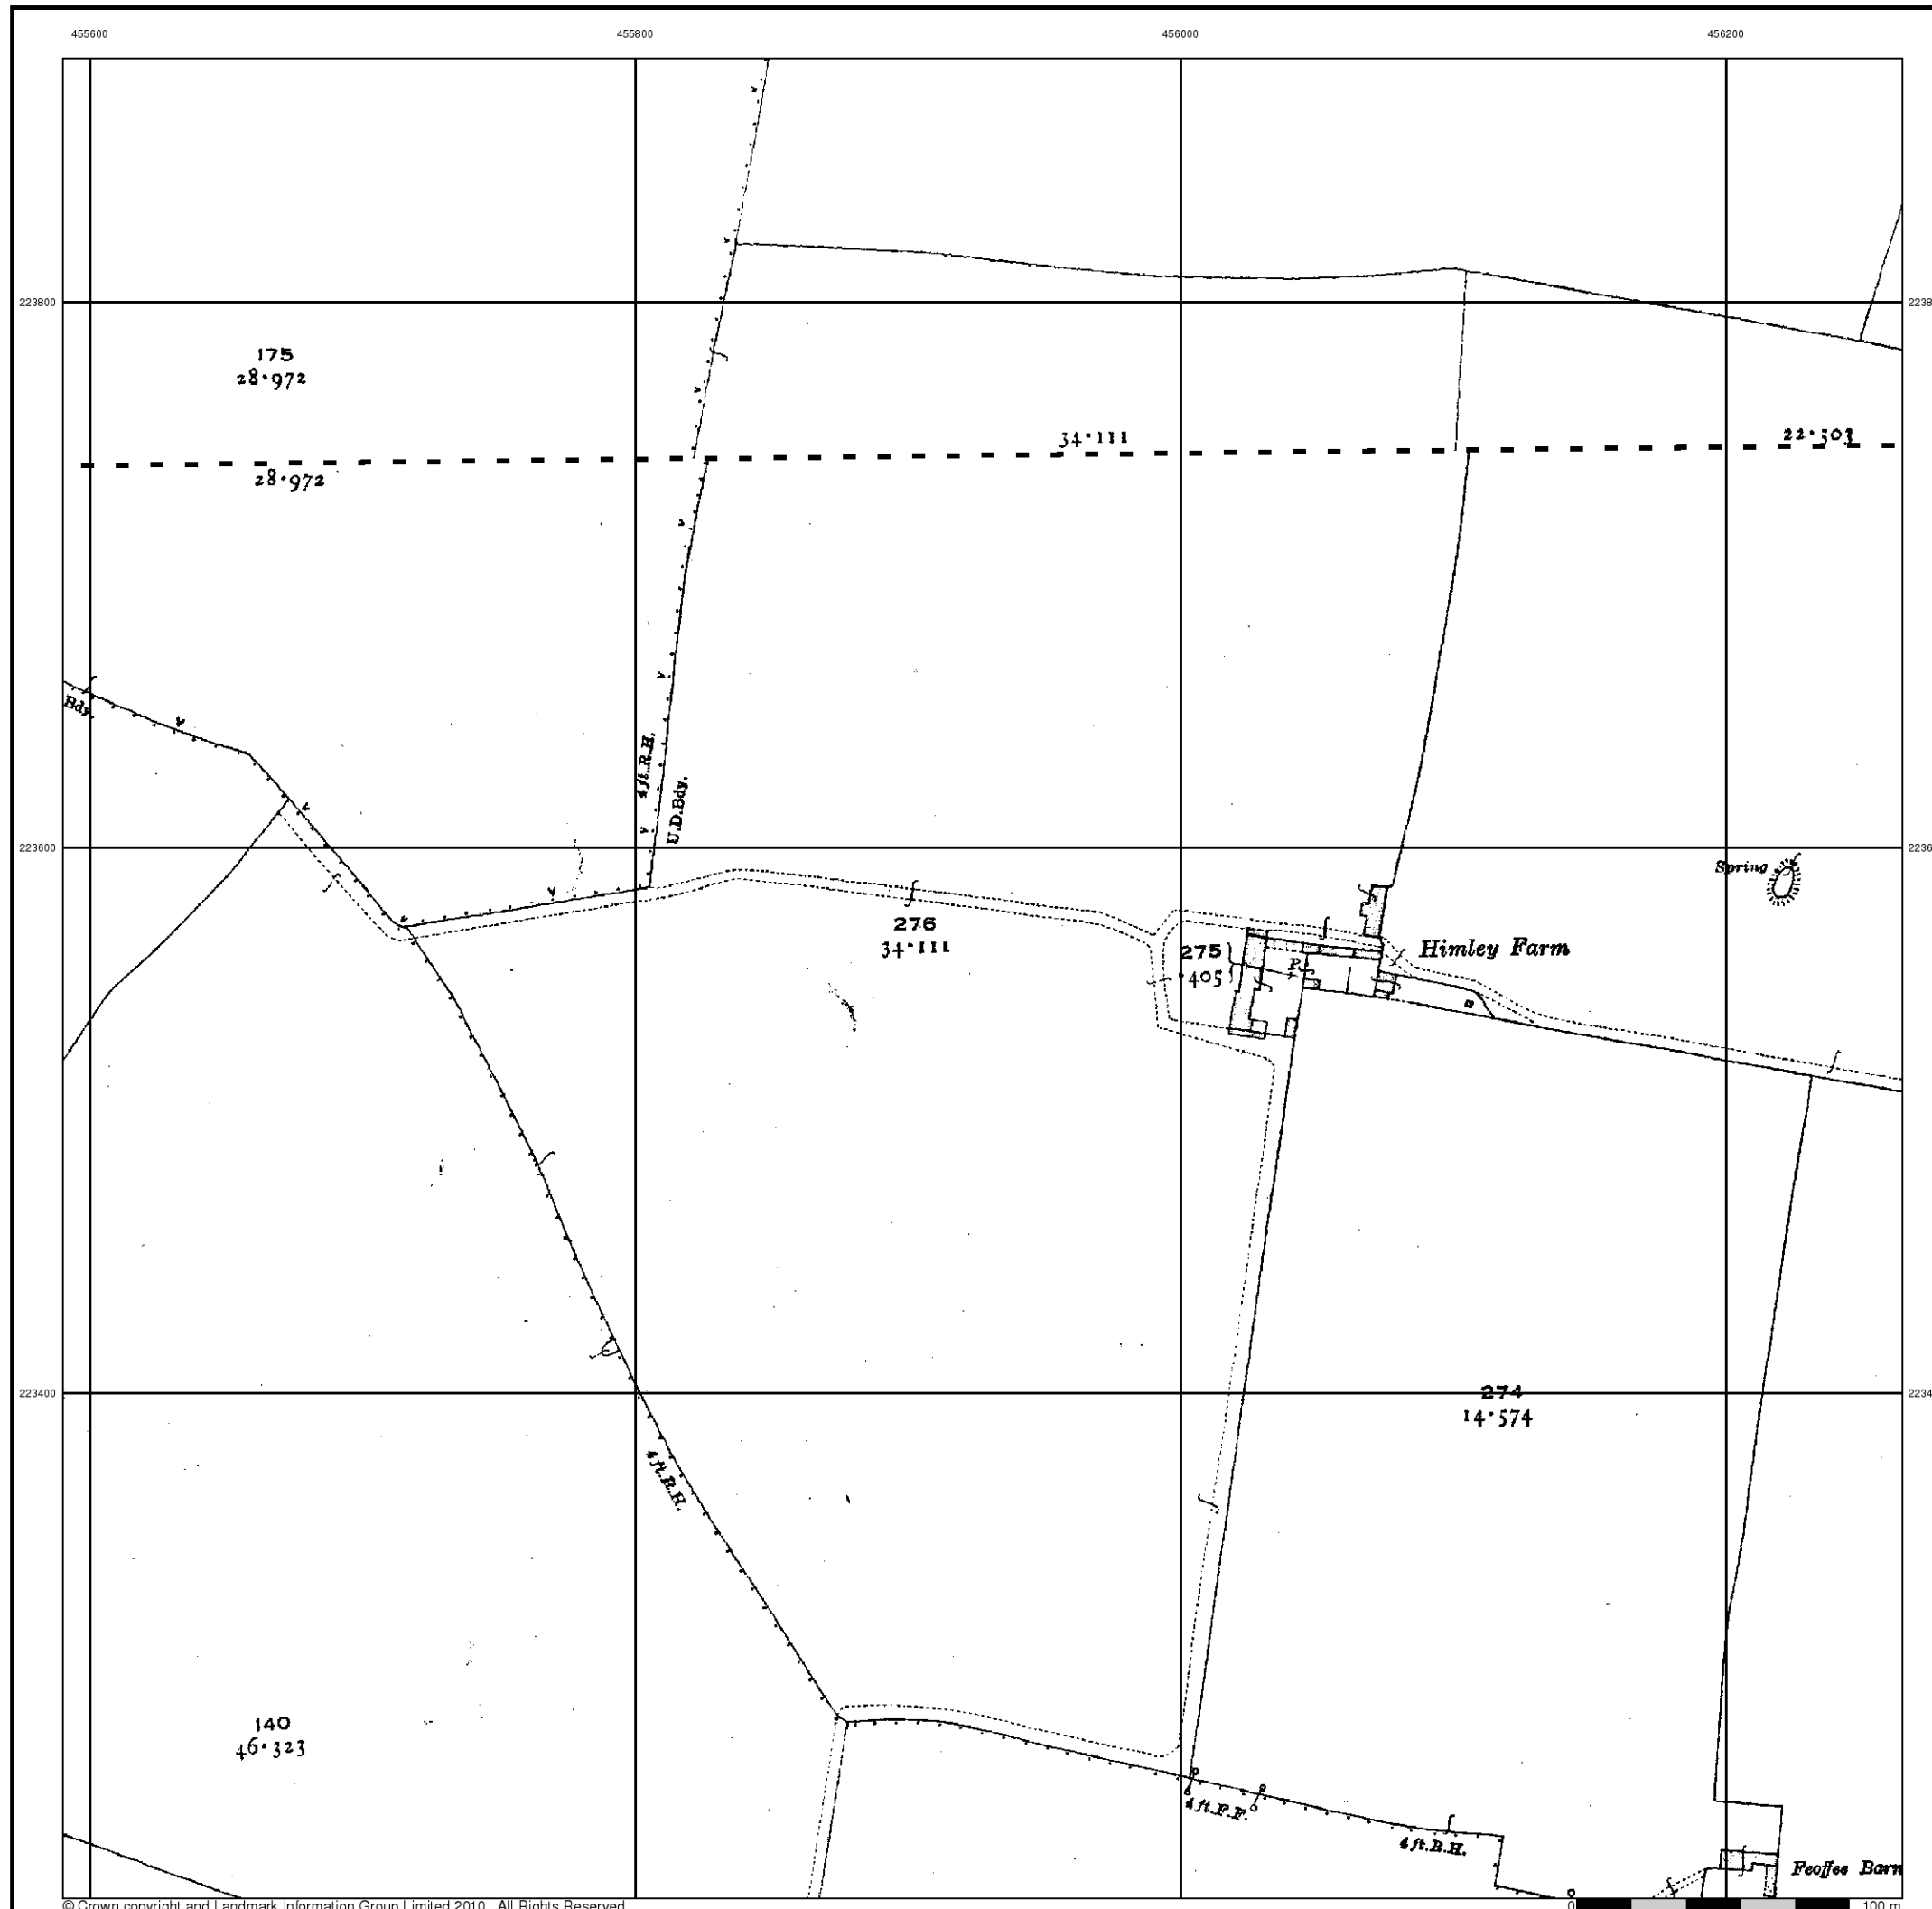 455600
455800
456000
456200
223800
175
28·972
34·111
22·503
28·972
Bdy.
4 ft. R.H.
U.D. Bdy.
223600
Spring
276
34·111
275
·405
P.
Himley Farm
223400
274
14·574
4 ft. R.H.
140
46·323
4 ft. F.F.
4 ft. R.H.
Feoffee Barn
© Crown copyright and Landmark Information Group Limited 2010. All Rights Reserved.
0
100 m